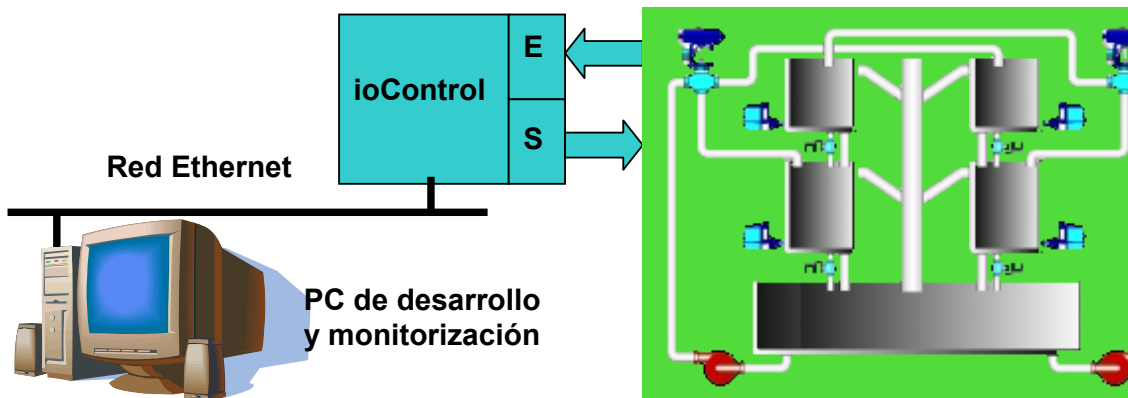 E
ioControl
S
Red Ethernet
PC de desarrollo
y monitorización